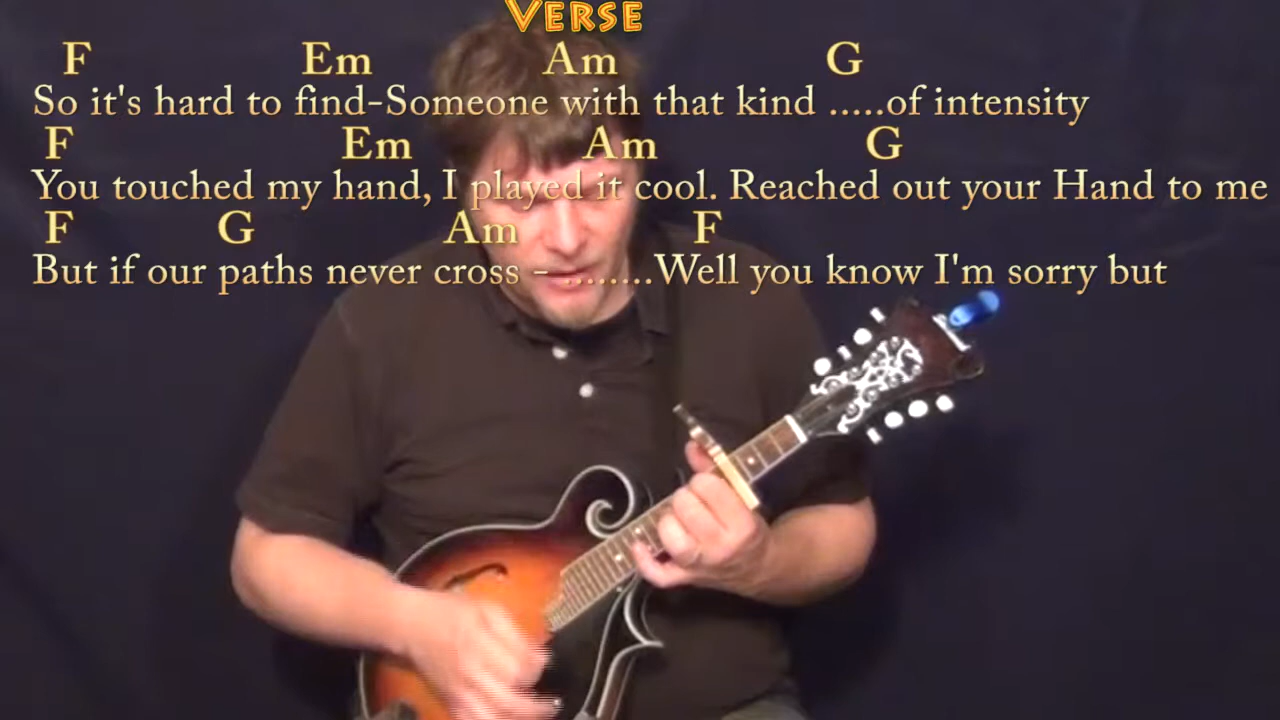 VERSE
F Em Am G
So it's hard to find-Someone with that kind .....of intensity
F Em Am G
You touched my hand, I played it cool. Reached out your Hand to me
F G Am F
But if our paths never cross - ........Well you know I'm sorry but